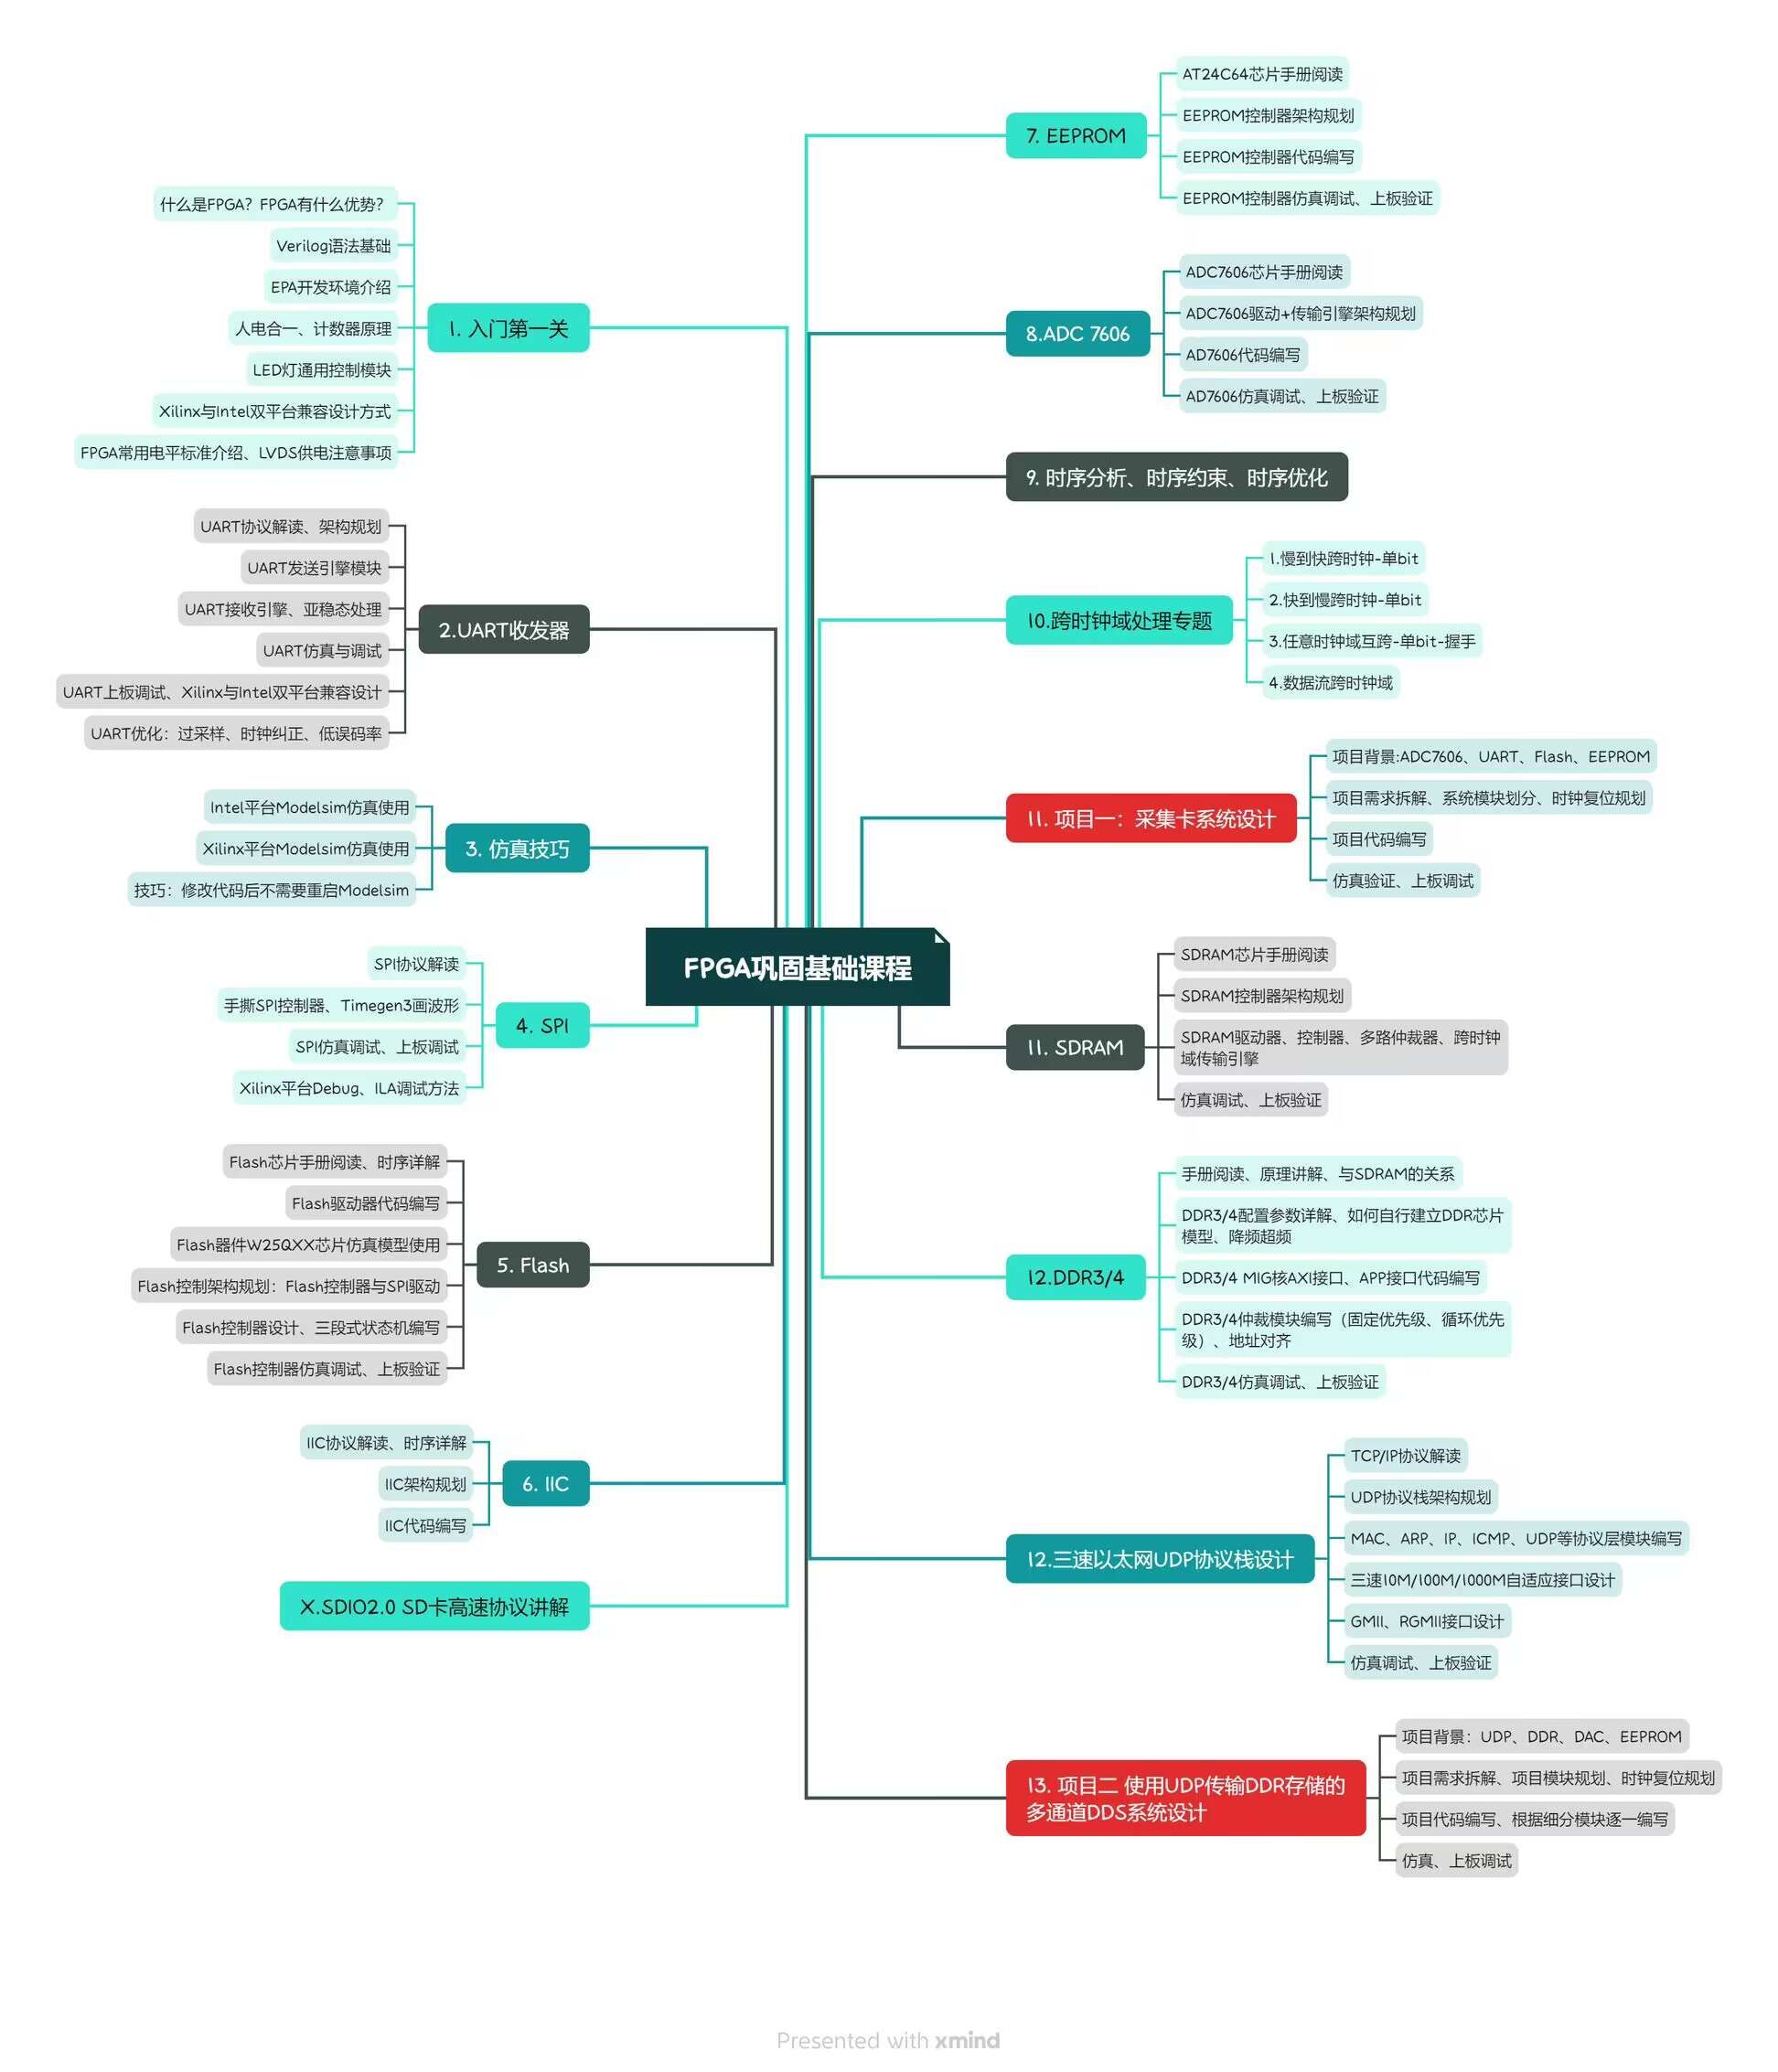 FPGA巩固基础课程
1. 入门第一关
什么是FPGA？FPGA有什么优势？
Verilog语法基础
EPA开发环境介绍
人电合一、计数器原理
LED灯通用控制模块
Xilinx与Intel双平台兼容设计方式
FPGA常用电平标准介绍、LVDS供电注意事项
2.UART收发器
UART协议解读、架构规划
UART发送引擎模块
UART接收引擎、亚稳态处理
UART仿真与调试
UART上板调试、Xilinx与Intel双平台兼容设计
UART优化：过采样、时钟纠正、低误码率
3. 仿真技巧
Intel平台Modelsim仿真使用
Xilinx平台Modelsim仿真使用
技巧：修改代码后不需要重启Modelsim
4. SPI
SPI协议解读
手撕SPI控制器、Timegen3画波形
SPI仿真调试、上板调试
Xilinx平台Debug、ILA调试方法
5. Flash
Flash芯片手册阅读、时序详解
Flash驱动器代码编写
Flash器件W25QXX芯片仿真模型使用
Flash控制架构规划：Flash控制器与SPI驱动
Flash控制器设计、三段式状态机编写
Flash控制器仿真调试、上板验证
6. IIC
IIC协议解读、时序详解
IIC架构规划
IIC代码编写
X.SDIO2.0 SD卡高速协议讲解
7. EEPROM
AT24C64芯片手册阅读
EEPROM控制器架构规划
EEPROM控制器代码编写
EEPROM控制器仿真调试、上板验证
8.ADC 7606
ADC7606芯片手册阅读
ADC7606驱动+传输引擎架构规划
AD7606代码编写
AD7606仿真调试、上板验证
9. 时序分析、时序约束、时序优化
10.跨时钟域处理专题
1.慢到快跨时钟-单bit
2.快到慢跨时钟-单bit
3.任意时钟域互跨-单bit-握手
4.数据流跨时钟域
11. 项目一：采集卡系统设计
项目背景:ADC7606、UART、Flash、EEPROM
项目需求拆解、系统模块划分、时钟复位规划
项目代码编写
仿真验证、上板调试
11. SDRAM
SDRAM芯片手册阅读
SDRAM控制器架构规划
SDRAM驱动器、控制器、多路仲裁器、跨时钟
域传输引擎
仿真调试、上板验证
12.DDR3/4
手册阅读、原理讲解、与SDRAM的关系
DDR3/4配置参数详解、如何自行建立DDR芯片
模型、降频超频
DDR3/4 MIG核AXI接口、APP接口代码编写
DDR3/4仲裁模块编写（固定优先级、循环优先
级）、地址对齐
DDR3/4仿真调试、上板验证
12.三速以太网UDP协议栈设计
TCP/IP协议解读
UDP协议栈架构规划
MAC、ARP、IP、ICMP、UDP等协议层模块编写
三速10M/100M/1000M自适应接口设计
GMII、RGMII接口设计
仿真调试、上板验证
13. 项目二 使用UDP传输DDR存储的
多通道DDS系统设计
项目背景：UDP、DDR、DAC、EEPROM
项目需求拆解、项目模块规划、时钟复位规划
项目代码编写、根据细分模块逐一编写
仿真、上板调试
Presented with xmind